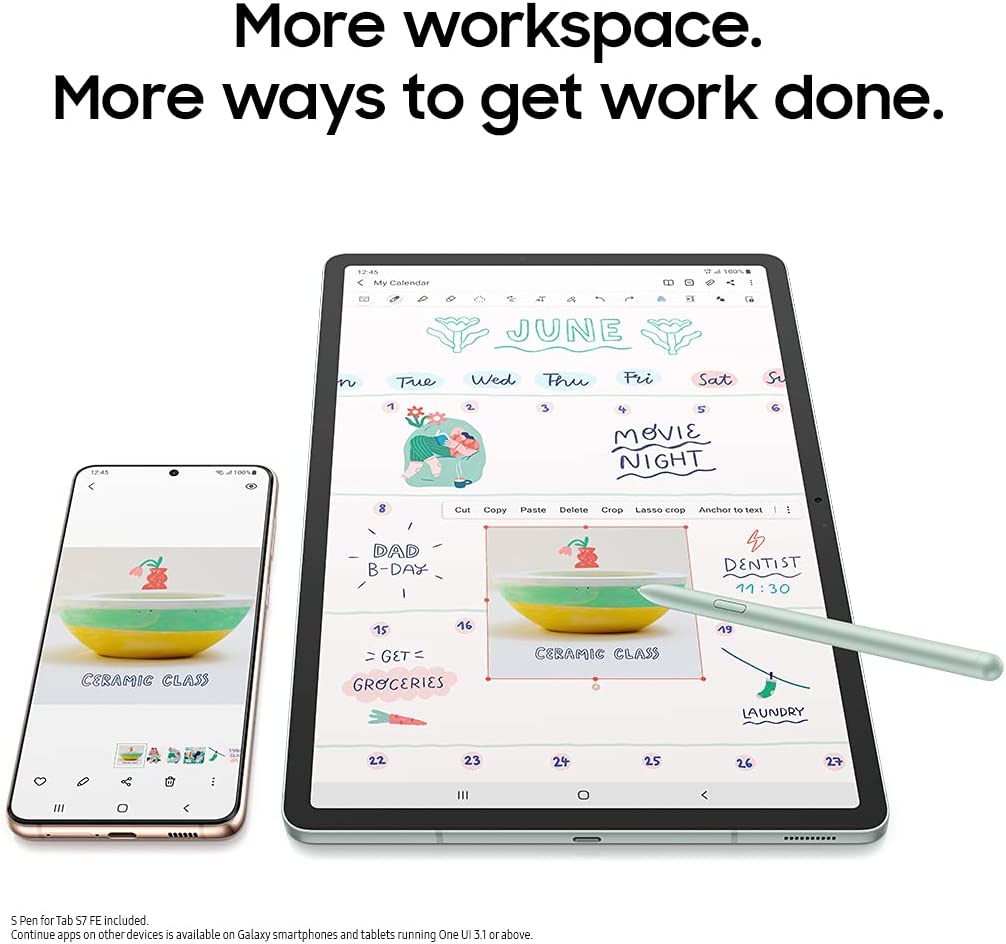 More workspace.
More ways to get work done.
12:45 100%
My Calendar
JUNE
n Tue Wed Thu Fri Sat Su
1 2 3 4 5 6
MOVIE
NIGHT
8
Cut Copy Paste Delete Crop Lasso crop Anchor to text
DAD
B-DAY
DENTIST
11:30
15 16 19
GET
GROCERIES
CERAMIC CLASS
LAUNDRY
22 23 24 25 26 27
12:45 100%
CERAMIC CLASS
S Pen for Tab S7 FE included.
Continue apps on other devices is available on Galaxy smartphones and tablets running One UI 3.1 or above.